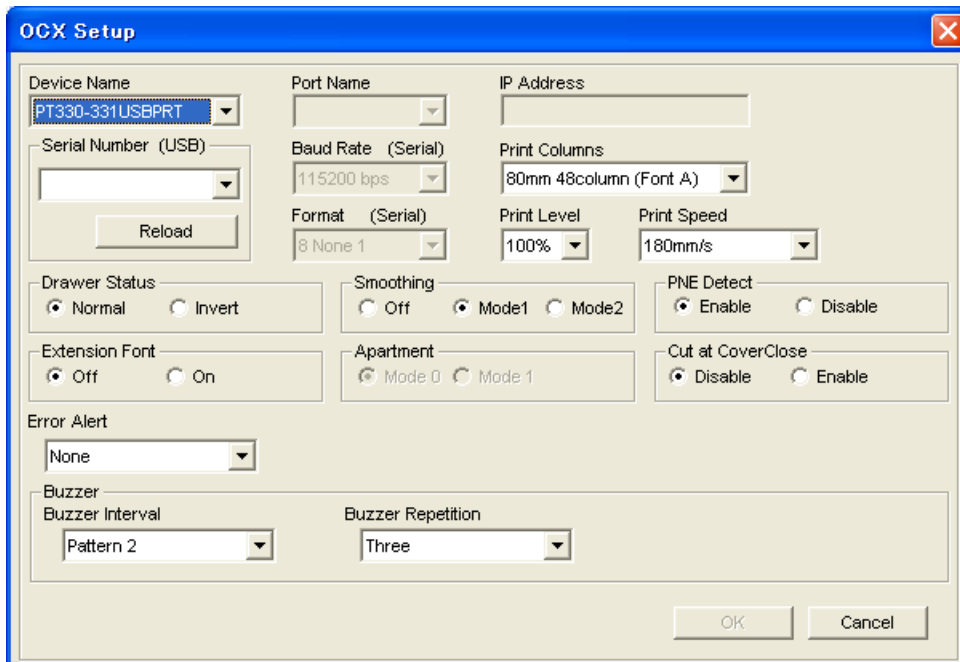 OCX Setup
Device Name
Port Name
IP Address
PT330-331USBPRT
Serial Number (USB)
Baud Rate (Serial)
Print Columns
115200 bps
80mm 48column (Font A)
Reload
Format (Serial)
Print Level
Print Speed
8 None 1
100%
180mm/s
Drawer Status
Smoothing
PNE Detect
Normal
Invert
Off
Mode1
Mode2
Enable
Disable
Extension Font
Apartment
Cut at CoverClose
Off
On
Mode 0
Mode 1
Disable
Enable
Error Alert
None
Buzzer
Buzzer Interval
Buzzer Repetition
Pattern 2
Three
OK
Cancel